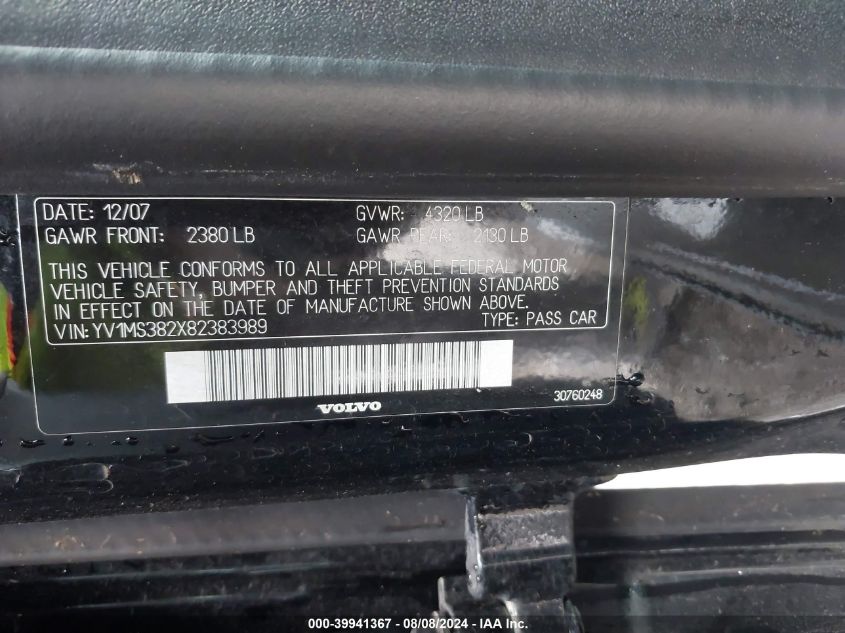 DATE: 12/07 GVWR: 4320 LB
GAWR FRONT: 2380 LB GAWR REAR: 2130 LB
THIS VEHICLE CONFORMS TO ALL APPLICABLE FEDERAL MOTOR
VEHICLE SAFETY, BUMPER AND THEFT PREVENTION STANDARDS
IN EFFECT ON THE DATE OF MANUFACTURE SHOWN ABOVE.
VIN: YV1MS382X82383989 TYPE: PASS CAR
VOLVO
30760248
000-39941367 - 08/08/2024 - IAA Inc.